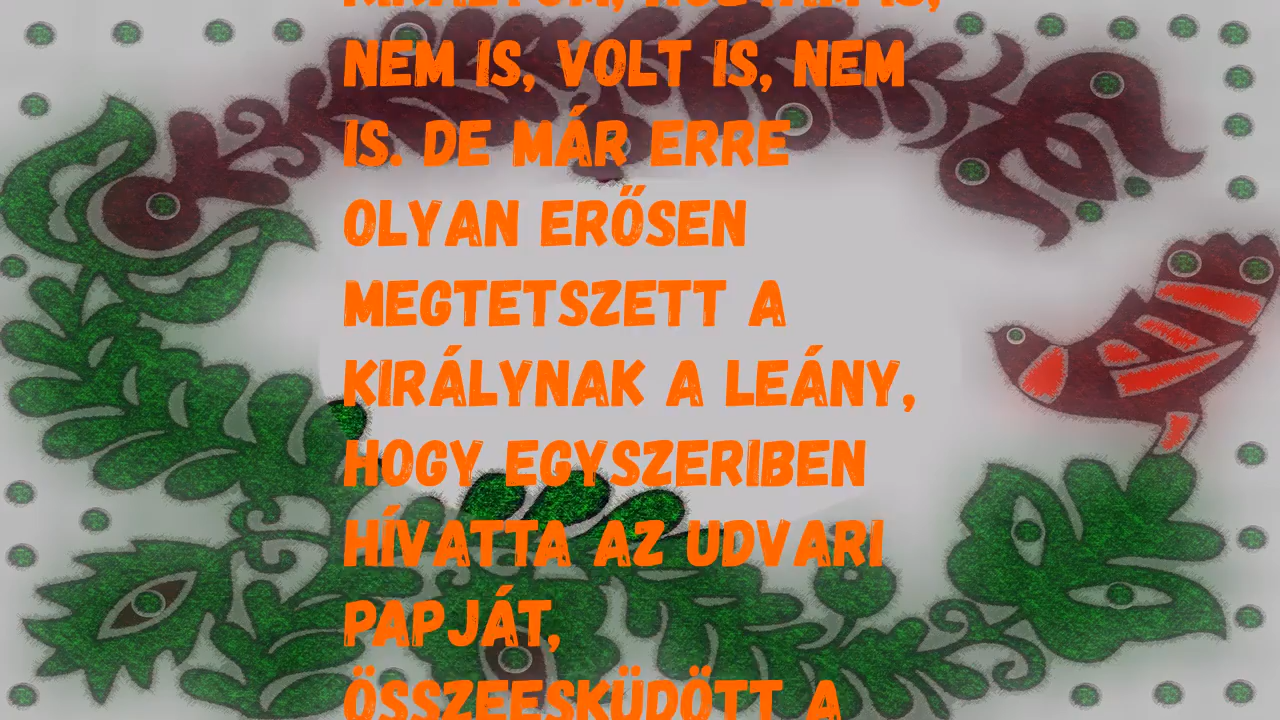 NEM IS, VOLT IS, NEM
IS. DE MÁR ERRE
OLYAN ERŐSEN
MEGTETSZETT A
KIRÁLYNAK A LEÁNY,
HOGY EGYSZERIBEN
HÍVATTA AZ UDVARI
PAPJÁT,
ÖSSZEESKÜDÖTT A